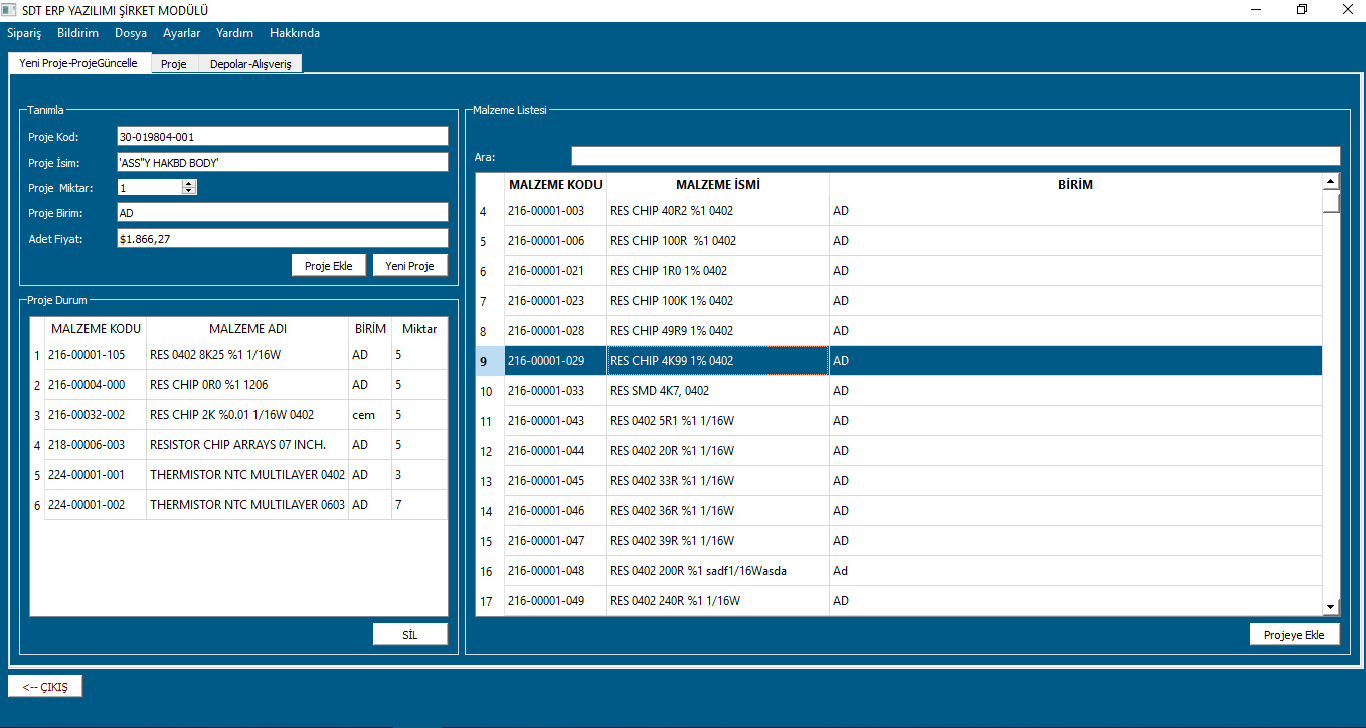 SDT ERP YAZILIMI ŞİRKET MODÜLÜ
Sipariş Bildirim Dosya Ayarlar Yardım Hakkında
Yeni Proje-ProjeGüncelle Proje Depolar-Alışveriş
Tanımla
Proje Kod: 30-019804-001
Proje İsim: 'ASS"Y HAKBD BODY'
Proje Miktar: 1
Proje Birim: AD
Adet Fiyat: $1.866,27
Proje Ekle Yeni Proje
Proje Durum
MALZEME KODU MALZEME ADI BİRİM Miktar
1 216-00001-105 RES 0402 8K25 %1 1/16W AD 5
2 216-00004-000 RES CHIP 0R0 %1 1206 AD 5
3 216-00032-002 RES CHIP 2K %0.01 1/16W 0402 cem 5
4 218-00006-003 RESISTOR CHIP ARRAYS 07 INCH. AD 5
5 224-00001-001 THERMISTOR NTC MULTILAYER 0402 AD 3
6 224-00001-002 THERMISTOR NTC MULTILAYER 0603 AD 7
SİL
Malzeme Listesi
Ara:
MALZEME KODU MALZEME İSMİ BİRİM
4 216-00001-003 RES CHIP 40R2 %1 0402 AD
5 216-00001-006 RES CHIP 100R %1 0402 AD
6 216-00001-021 RES CHIP 1R0 1% 0402 AD
7 216-00001-023 RES CHIP 100K 1% 0402 AD
8 216-00001-028 RES CHIP 49R9 1% 0402 AD
9 216-00001-029 RES CHIP 4K99 1% 0402 AD
10 216-00001-033 RES SMD 4K7, 0402 AD
11 216-00001-043 RES 0402 5R1 %1 1/16W AD
12 216-00001-044 RES 0402 20R %1 1/16W AD
13 216-00001-045 RES 0402 33R %1 1/16W AD
14 216-00001-046 RES 0402 36R %1 1/16W AD
15 216-00001-047 RES 0402 39R %1 1/16W AD
16 216-00001-048 RES 0402 200R %1 sadf1/16Wasda Ad
17 216-00001-049 RES 0402 240R %1 1/16W AD
Projeye Ekle
<-- ÇIKIŞ